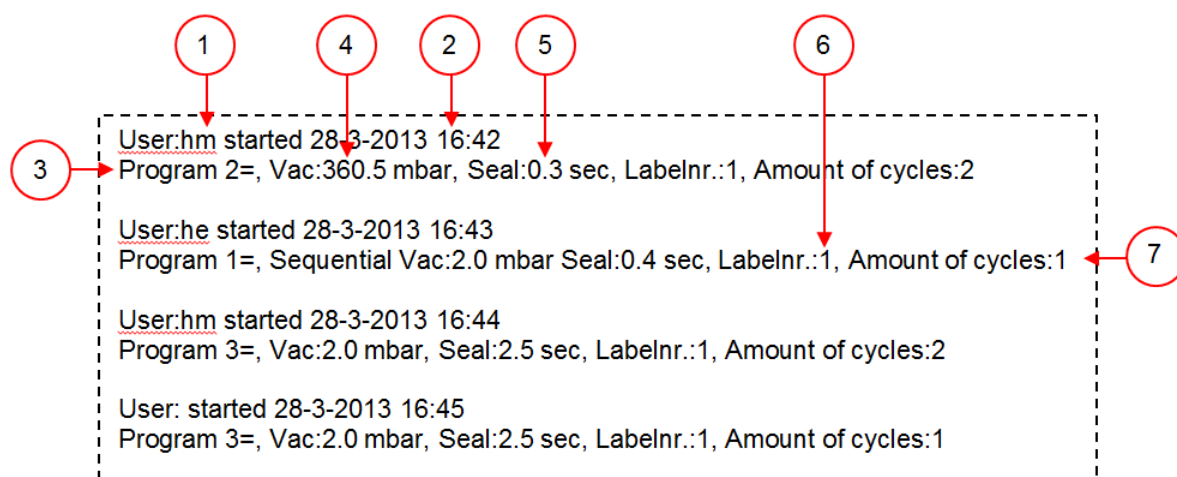 1 4 2 5 6
User:hm started 28-3-2013 16:42
3 Program 2=, Vac:360.5 mbar, Seal:0.3 sec, Labelnr.:1, Amount of cycles:2
User:he started 28-3-2013 16:43
Program 1=, Sequential Vac:2.0 mbar Seal:0.4 sec, Labelnr.:1, Amount of cycles:1 7
User:hm started 28-3-2013 16:44
Program 3=, Vac:2.0 mbar, Seal:2.5 sec, Labelnr.:1, Amount of cycles:2
User: started 28-3-2013 16:45
Program 3=, Vac:2.0 mbar, Seal:2.5 sec, Labelnr.:1, Amount of cycles:1